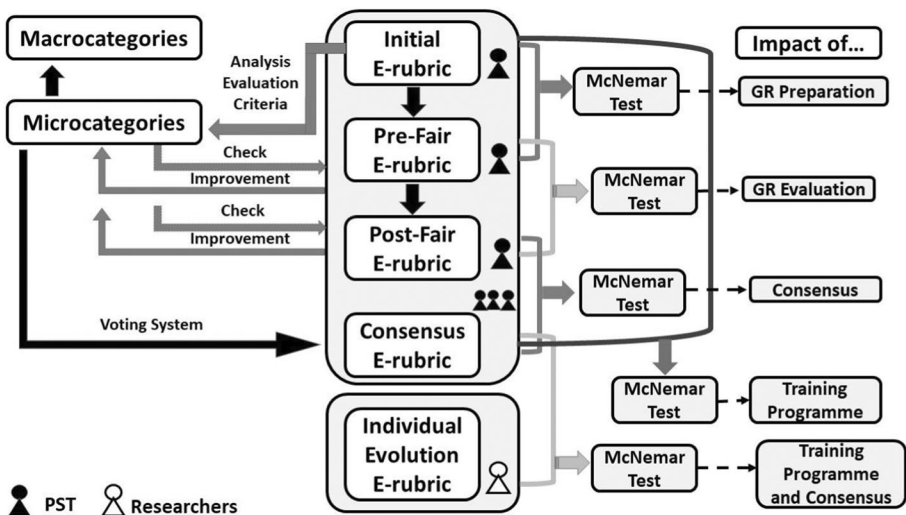 Macrocategories
Microcategories
Analysis
Evaluation
Criteria
Check
Improvement
Check
Improvement
Voting System
Initial
E-rubric
Pre-Fair
E-rubric
Post-Fair
E-rubric
Consensus
E-rubric
Individual
Evolution
E-rubric
Impact of...
McNemar
Test
GR Preparation
McNemar
Test
GR Evaluation
McNemar
Test
Consensus
McNemar
Test
Training
Programme
McNemar
Test
Training
Programme
and Consensus
PST
Researchers